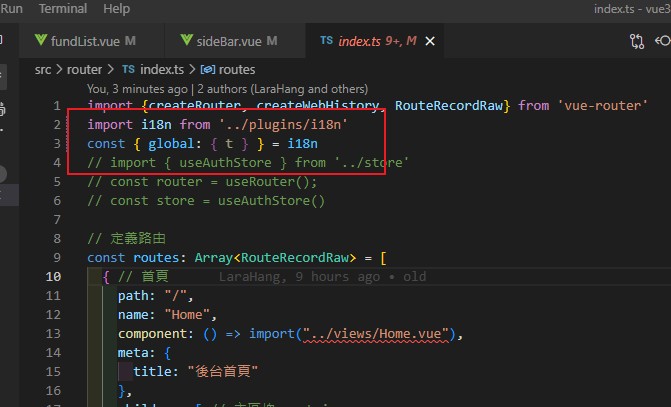 Run Terminal Help
index.ts - vue3
fundList.vue M sideBar.vue M TS index.ts 9+, M
src > router > TS index.ts > routes
You, 3 minutes ago | 2 authors (LaraHang and others)
1 import {createRouter, createWebHistory, RouteRecordRaw} from 'vue-router'
2 import i18n from '../plugins/i18n'
3 const { global: { t } } = i18n
4 // import { useAuthStore } from '../store'
5 // const router = useRouter();
6 // const store = useAuthStore()
7
8 // 定義路由
9 const routes: Array<RouteRecordRaw> = [
10 { // 首頁 LaraHang, 9 hours ago • old
11 path: "/",
12 name: "Home",
13 component: () => import("../views/Home.vue"),
14 meta: {
15 title: "後台首頁"
16 },
17